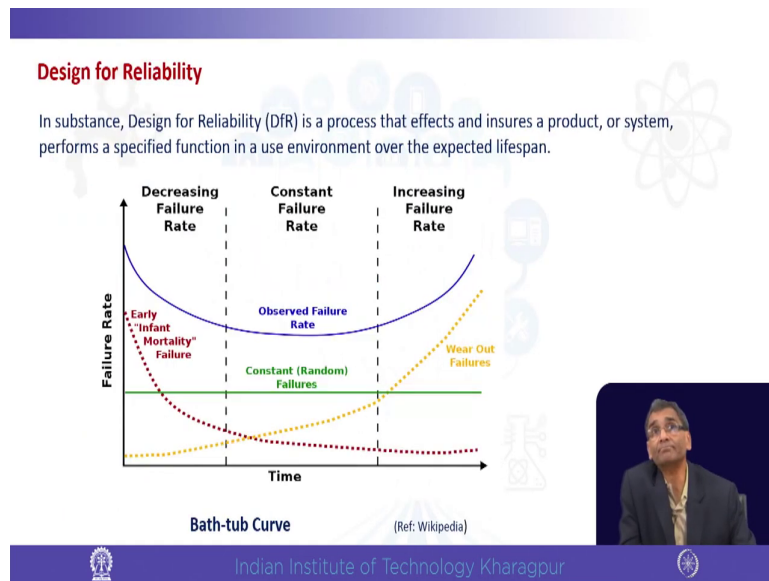 Design for Reliability
In substance, Design for Reliability (DfR) is a process that effects and insures a product, or system,
performs a specified function in a use environment over the expected lifespan.
Decreasing
Failure
Rate
Constant
Failure
Rate
Increasing
Failure
Rate
Failure Rate
Early
"Infant
Mortality"
Failure
Observed Failure
Rate
Constant (Random)
Failures
Wear Out
Failures
Time
Bath-tub Curve
(Ref: Wikipedia)
Indian Institute of Technology Kharagpur